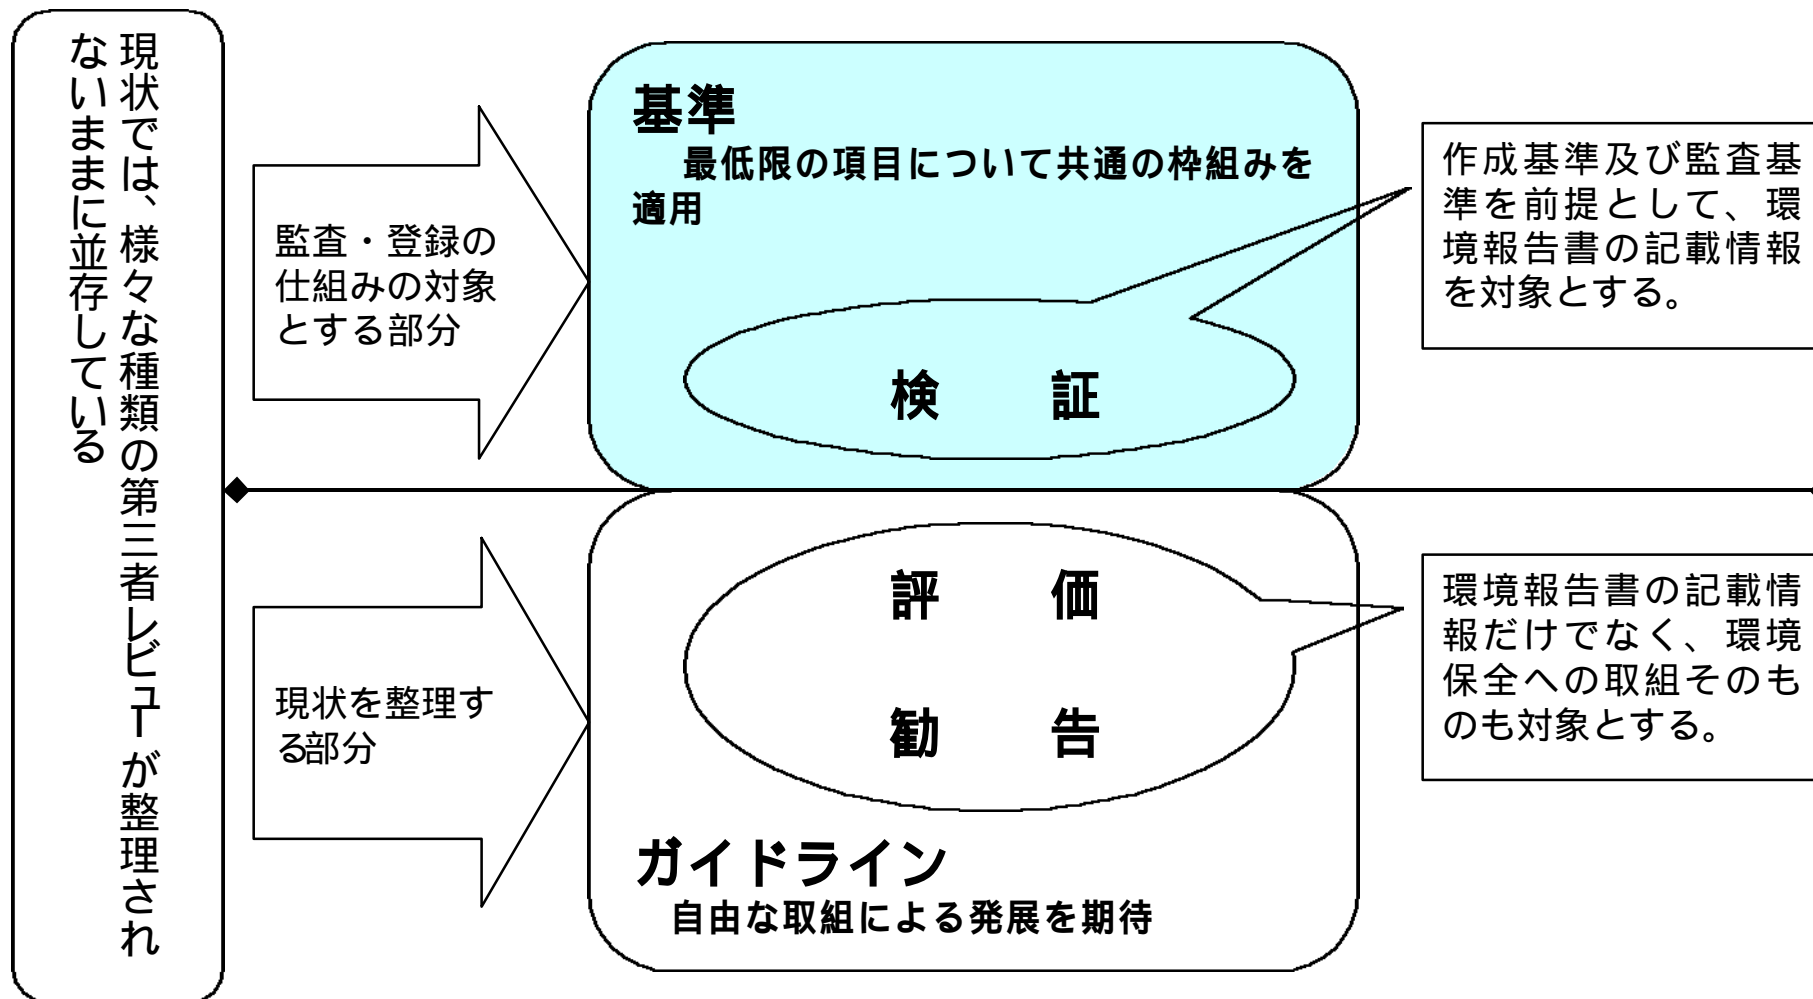 現状では、様々な種類の第三者レビューが整理され
ないままに並存している
監査・登録の
仕組みの対象
とする部分
基準
最低限の項目について共通の枠組みを
適用
検　証
作成基準及び監査基
準を前提として、環
境報告書の記載情報
を対象とする。
現状を整理す
る部分
評　価
勧　告
ガイドライン
自由な取組による発展を期待
環境報告書の記載情
報だけでなく、環境
保全への取組そのも
のも対象とする。